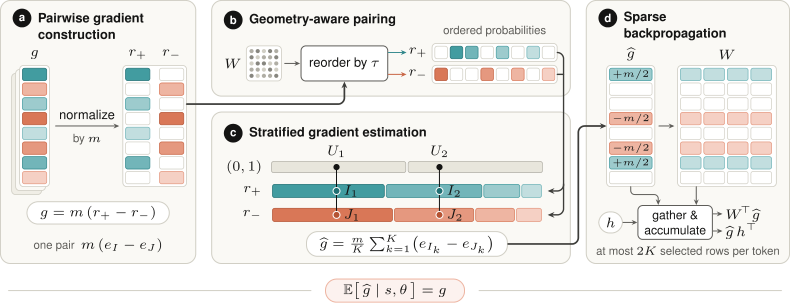 a Pairwise gradient
construction
g r₊ r₋
normalize
by m
g = m (r₊ − r₋)
one pair m (e_I − e_J)
b Geometry-aware pairing
ordered probabilities
W
reorder by τ
r₊
r₋
c Stratified gradient estimation
U₁ U₂
(0, 1)
r₊ I₁ I₂
r₋ J₁ J₂
ĝ = m/K ∑_{k=1}^{K} (e_{I_k} − e_{J_k})
d Sparse
backpropagation
ĝ W
+m/2
−m/2
−m/2
+m/2
h
gather &
accumulate
W^⊤ ĝ
ĝ h^⊤
at most 2K selected rows per token
𝔼[ ĝ | s, θ ] = g